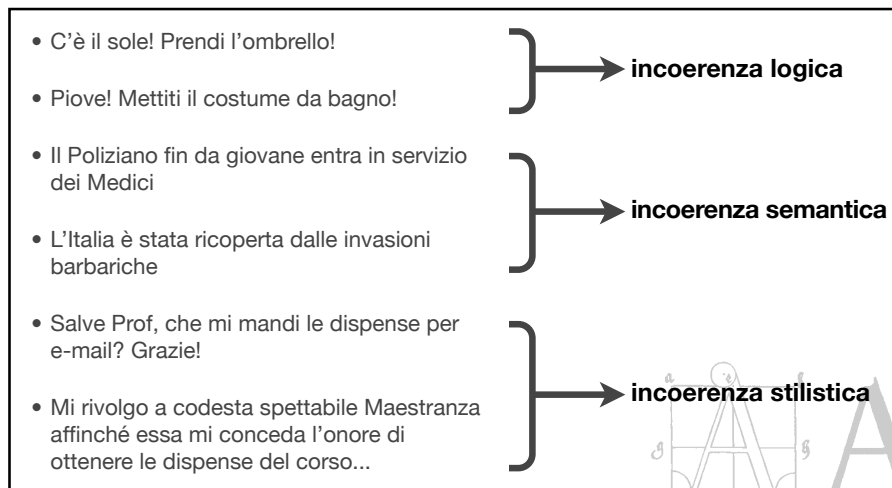 • C’è il sole! Prendi l’ombrello!
incoerenza logica
• Piove! Mettiti il costume da bagno!
• Il Poliziano fin da giovane entra in servizio
dei Medici
incoerenza semantica
• L’Italia è stata ricoperta dalle invasioni
barbariche
• Salve Prof, che mi mandi le dispense per
e-mail? Grazie!
incoerenza stilistica
• Mi rivolgo a codesta spettabile Maestranza
affinché essa mi conceda l’onore di
ottenere le dispense del corso...